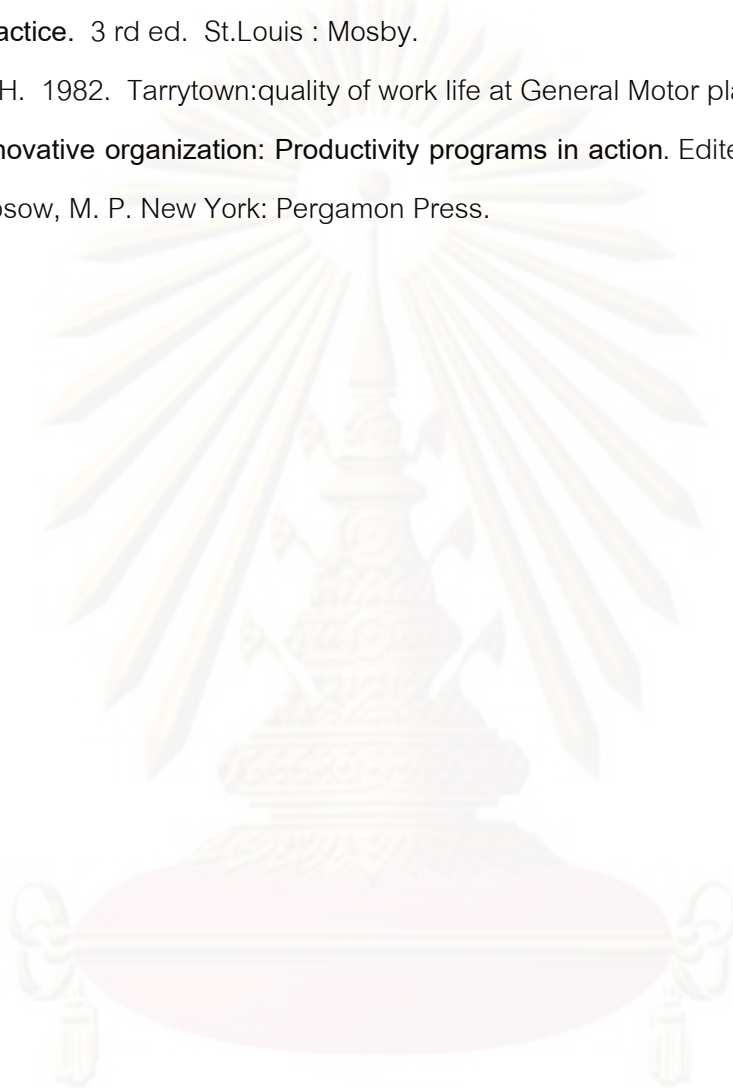 actice. 3 rd ed. St.Louis : Mosby.
H. 1982. Tarrytown:quality of work life at General Motor pla
novative organization: Productivity programs in action. Edite
osow, M. P. New York: Pergamon Press.